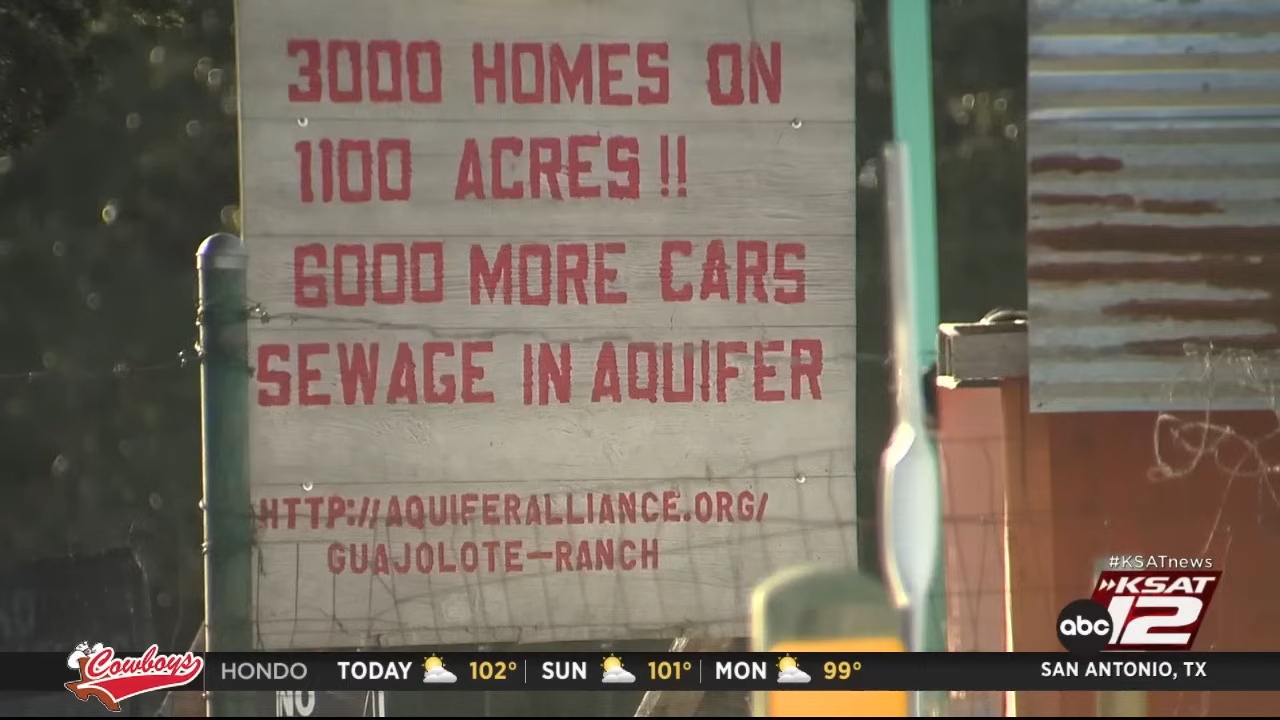 3000 HOMES ON
1100 ACRES !!
6000 MORE CARS
SEWAGE IN AQUIFER
HTTP://AQUIFERALLIANCE.ORG/
GUAJOLOTE-RANCH
#KSATnews
KSAT
abc 12
Cowboys HONDO TODAY 102° SUN 101° MON 99° SAN ANTONIO, TX
NO